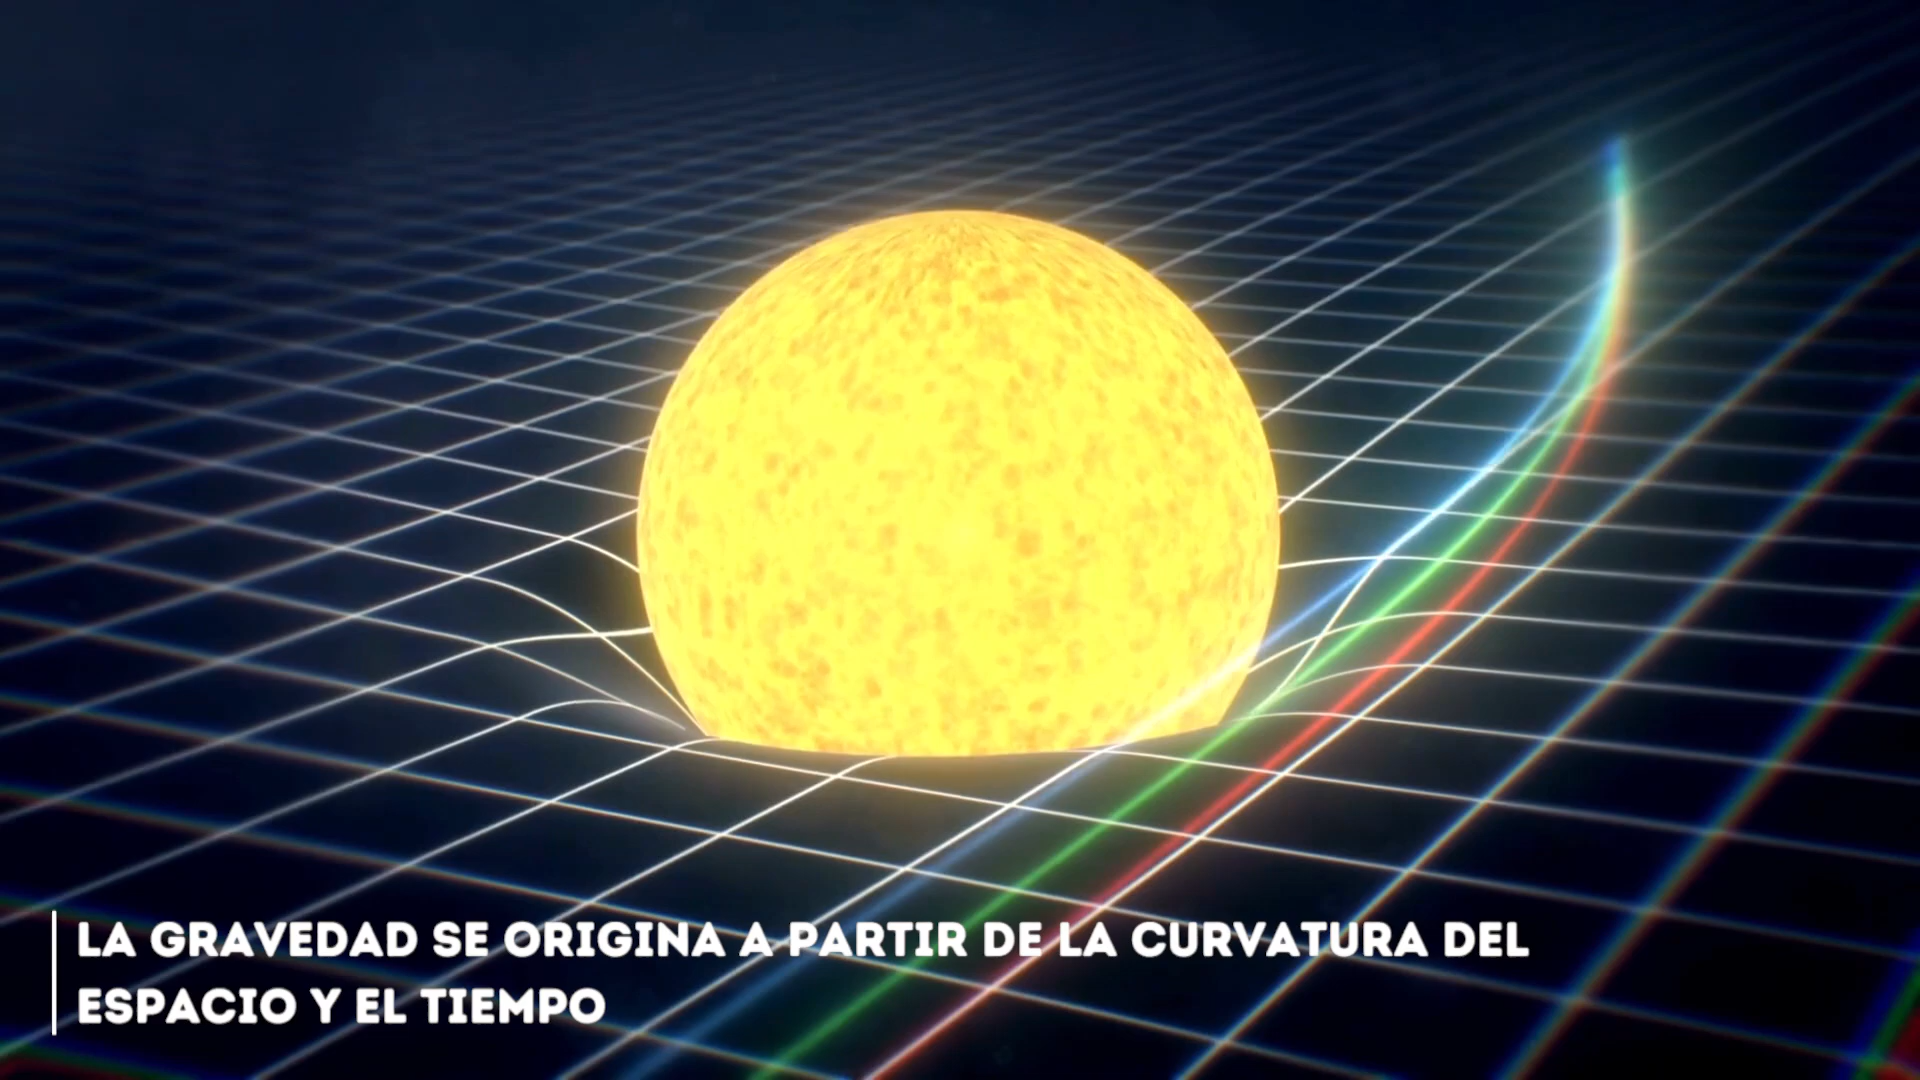 LA GRAVEDAD SE ORIGINA A PARTIR DE LA CURVATURA DEL
ESPACIO Y EL TIEMPO